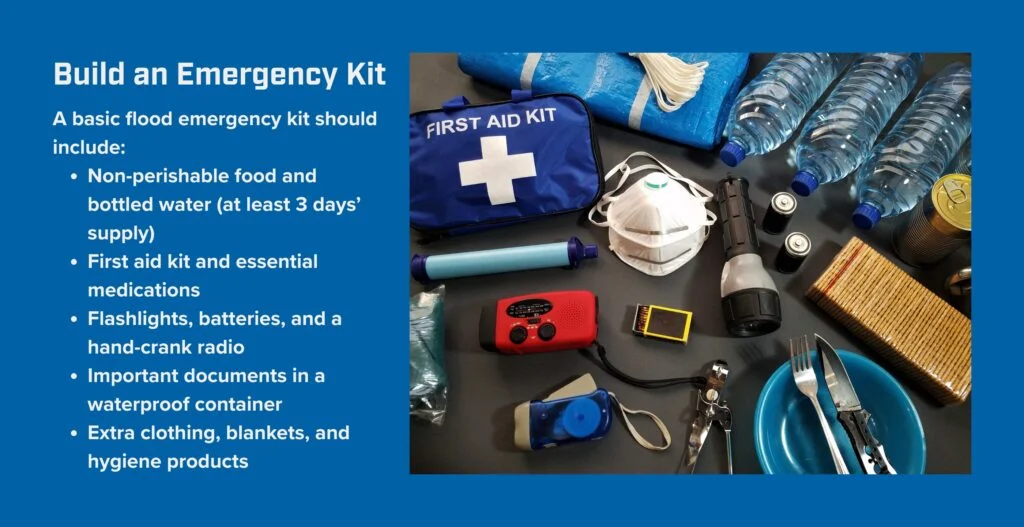 Build an Emergency Kit
A basic flood emergency kit should
include:
• Non-perishable food and
bottled water (at least 3 days’
supply)
• First aid kit and essential
medications
• Flashlights, batteries, and a
hand-crank radio
• Important documents in a
waterproof container
• Extra clothing, blankets, and
hygiene products
FIRST AID KIT